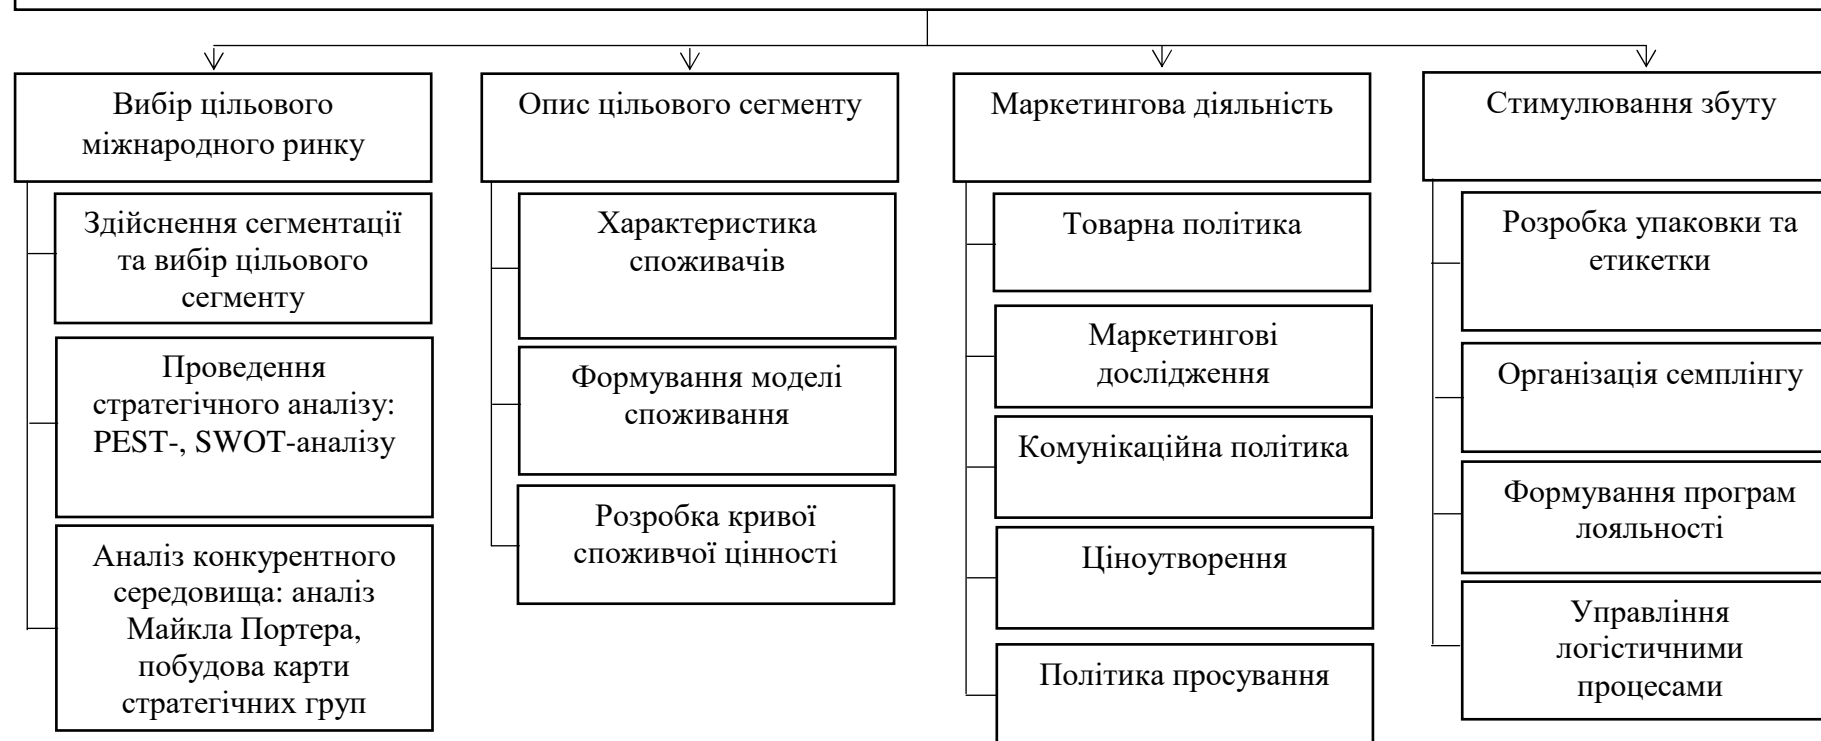 Вибір цільового
міжнародного ринку
Здійснення сегментації
та вибір цільового
сегменту
Проведення
стратегічного аналізу:
PEST-, SWOT-аналізу
Аналіз конкурентного
середовища: аналіз
Майкла Портера,
побудова карти
стратегічних груп
Опис цільового сегменту
Характеристика
споживачів
Формування моделі
споживання
Розробка кривої
споживчої цінності
Маркетингова діяльність
Товарна політика
Маркетингові
дослідження
Комунікаційна політика
Ціноутворення
Політика просування
Стимулювання збуту
Розробка упаковки та
етикетки
Організація семплінгу
Формування програм
лояльності
Управління
логістичними
процесами